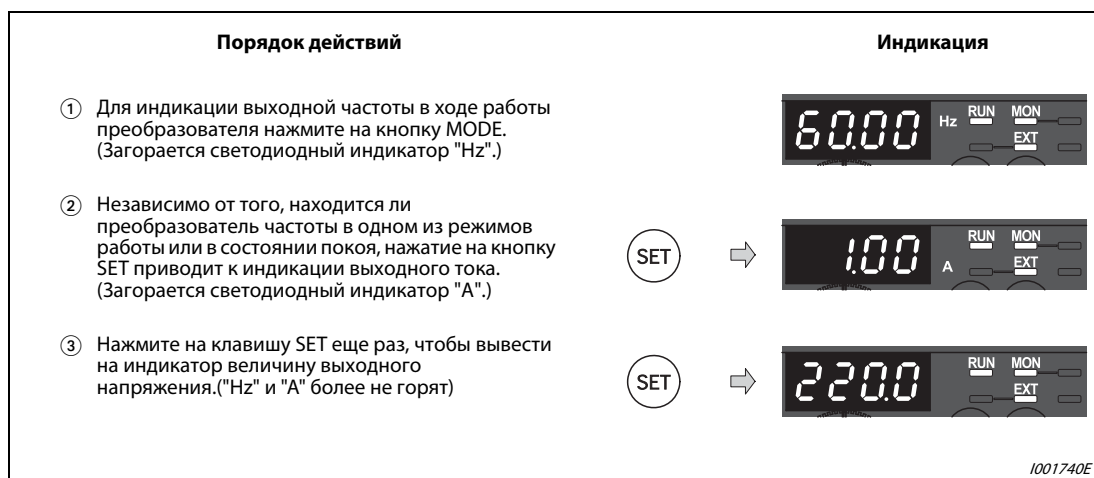 Порядок действий
Индикация
① Для индикации выходной частоты в ходе работы
преобразователя нажмите на кнопку MODE.
(Загорается светодиодный индикатор "Hz".)
60.00 Hz RUN MON
EXT
② Независимо от того, находится ли
преобразователь частоты в одном из режимов
работы или в состоянии покоя, нажатие на кнопку
SET приводит к индикации выходного тока.
(Загорается светодиодный индикатор "A".)
SET
1.00 A RUN MON
EXT
③ Нажмите на клавишу SET еще раз, чтобы вывести
на индикатор величину выходного
напряжения.("Hz" и "A" более не горят)
SET
220.0 RUN MON
EXT
I001740E